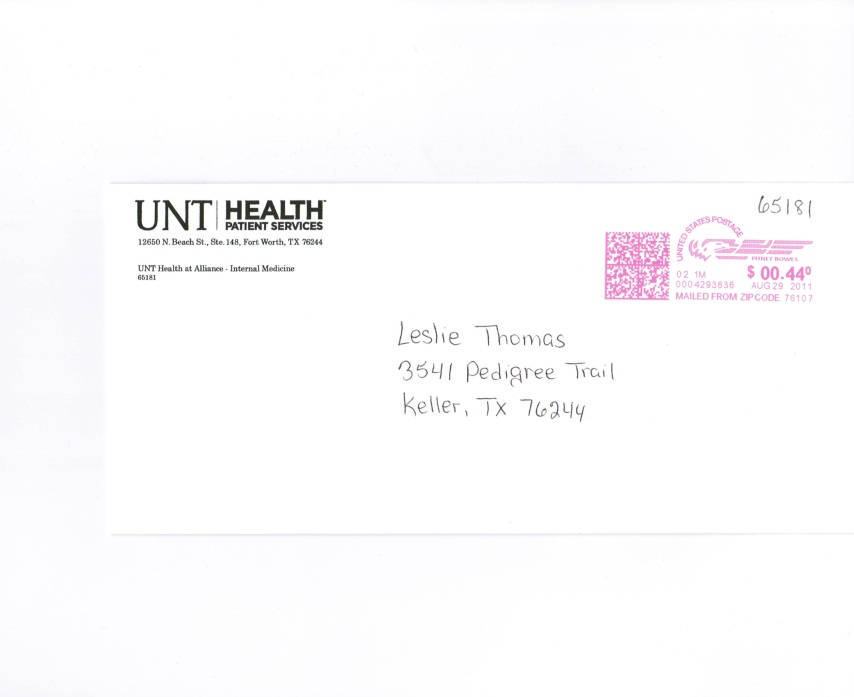 UNT HEALTH
PATIENT SERVICES
12650 N. Beach St., Ste. 148, Fort Worth, TX 76244
UNT Health at Alliance - Internal Medicine
65181
65181
UNITED STATES POSTAGE
PITNEY BOWES
02 1M
$ 00.44⁰
0004293636
AUG 29 2011
MAILED FROM ZIP CODE 76107
Leslie Thomas
3541 Pedigree Trail
Keller, TX 76244